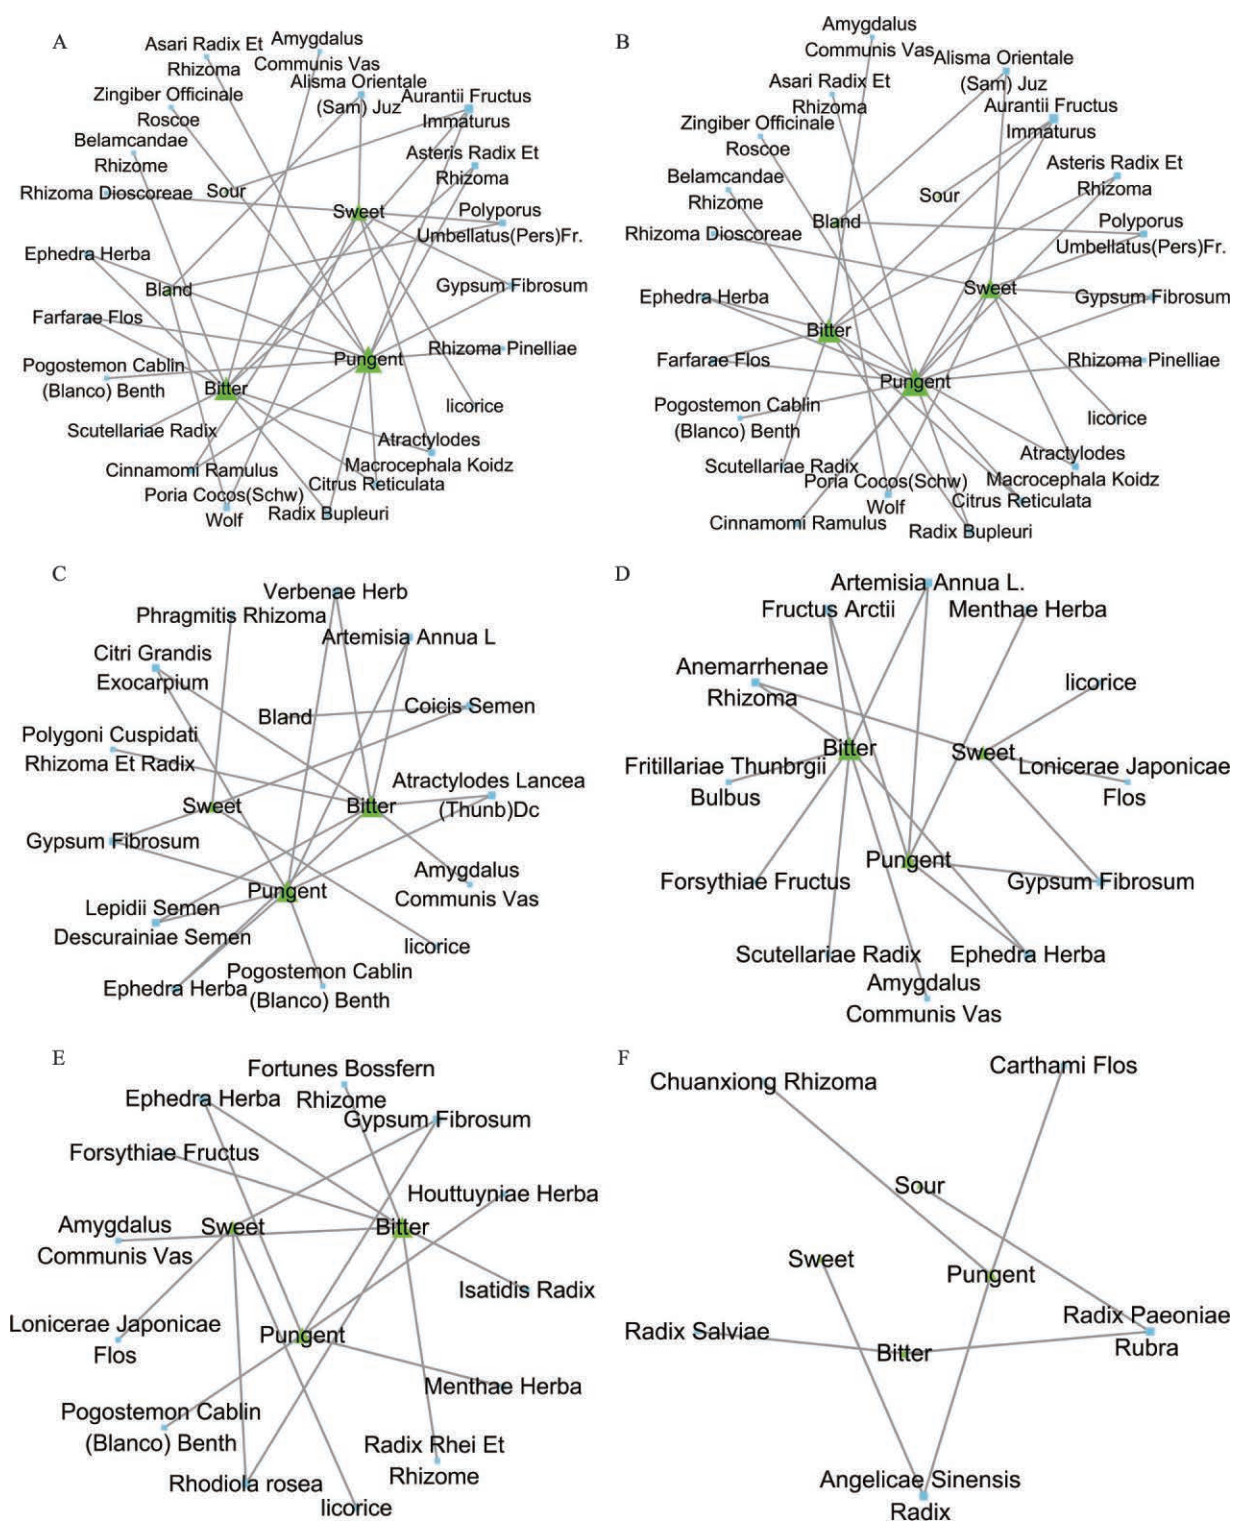 A
Asari Radix Et
Rhizoma
Amygdalus
Communis Vas
Zingiber Officinale
Roscoe
Alisma Orientale
(Sam) Juz
Aurantii Fructus
Immaturus
Belamcandae
Rhizome
Asteris Radix Et
Rhizoma
Rhizoma Dioscoreae
Sour
Sweet
Polyporus
Umbellatus(Pers)Fr.
Ephedra Herba
Bland
Gypsum Fibrosum
Farfarae Flos
Pungent
Rhizoma Pinelliae
Pogostemon Cablin
(Blanco) Benth
Bitter
licorice
Scutellariae Radix
Atractylodes
Macrocephala Koidz
Cinnamomi Ramulus
Citrus Reticulata
Poria Cocos(Schw)
Wolf
Radix Bupleuri
B
Amygdalus
Communis Vas
Alisma Orientale
(Sam) Juz
Asari Radix Et
Rhizoma
Aurantii Fructus
Immaturus
Zingiber Officinale
Roscoe
Asteris Radix Et
Rhizoma
Belamcandae
Rhizome
Sour
Bland
Polyporus
Umbellatus(Pers)Fr.
Rhizoma Dioscoreae
Sweet
Ephedra Herba
Gypsum Fibrosum
Bitter
Farfarae Flos
Rhizoma Pinelliae
Pungent
Pogostemon Cablin
(Blanco) Benth
licorice
Scutellariae Radix
Atractylodes
Macrocephala Koidz
Poria Cocos(Schw)
Wolf
Citrus Reticulata
Cinnamomi Ramulus
Radix Bupleuri
C
Verbenae Herb
Phragmitis Rhizoma
Artemisia Annua L
Citri Grandis
Exocarpium
Bland
Coicis Semen
Polygoni Cuspidati
Rhizoma Et Radix
Atractylodes Lancea
(Thunb)Dc
Sweet
Bitter
Gypsum Fibrosum
Amygdalus
Communis Vas
Pungent
Lepidii Semen
Descurainiae Semen
licorice
Ephedra Herba
Pogostemon Cablin
(Blanco) Benth
D
Artemisia Annua L.
Fructus Arctii
Menthae Herba
Anemarrhenae
Rhizoma
licorice
Bitter
Sweet
Fritillariae Thunbrgii
Bulbus
Lonicerae Japonicae
Flos
Pungent
Forsythiae Fructus
Gypsum Fibrosum
Scutellariae Radix
Ephedra Herba
Amygdalus
Communis Vas
E
Fortunes Bossfern
Rhizome
Ephedra Herba
Gypsum Fibrosum
Forsythiae Fructus
Houttuyniae Herba
Amygdalus
Communis Vas
Sweet
Bitter
Isatidis Radix
Lonicerae Japonicae
Flos
Pungent
Menthae Herba
Pogostemon Cablin
(Blanco) Benth
Radix Rhei Et
Rhizome
Rhodiola rosea
licorice
F
Carthami Flos
Chuanxiong Rhizoma
Sour
Sweet
Pungent
Radix Paeoniae
Rubra
Radix Salviae
Bitter
Angelicae Sinensis
Radix